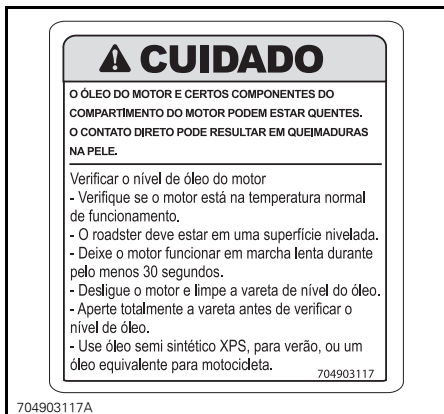 CUIDADO
O ÓLEO DO MOTOR E CERTOS COMPONENTES DO
COMPARTIMENTO DO MOTOR PODEM ESTAR QUENTES.
O CONTATO DIRETO PODE RESULTAR EM QUEIMADURAS
NA PELE.
Verificar o nível de óleo do motor
- Verifique se o motor está na temperatura normal
de funcionamento.
- O roadster deve estar em uma superfície nivelada.
- Deixe o motor funcionar em marcha lenta durante
pelo menos 30 segundos.
- Desligue o motor e limpe a vareta de nível do óleo.
- Aperte totalmente a vareta antes de verificar o
nível de óleo.
- Use óleo semi sintético XPS, para verão, ou um
óleo equivalente para motocicleta.
704903117
704903117A